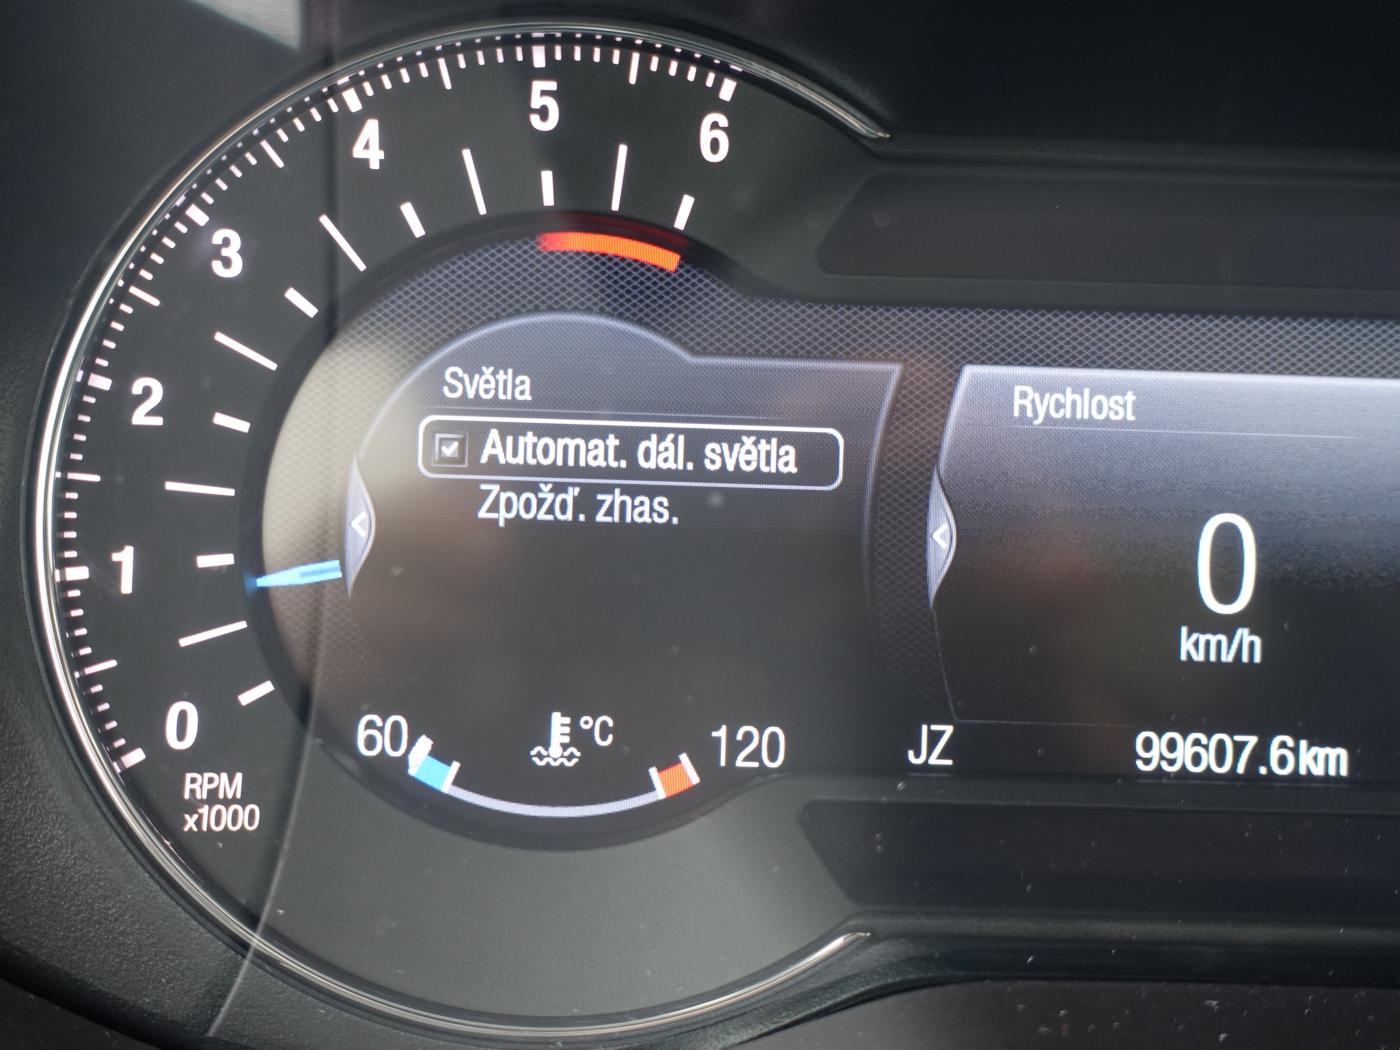 0
1
2
3
4
5
6
RPM
x1000
Světla
Automat. dál. světla
Zpožď. zhas.
60
°C
120
Rychlost
0
km/h
JZ
99607.6km